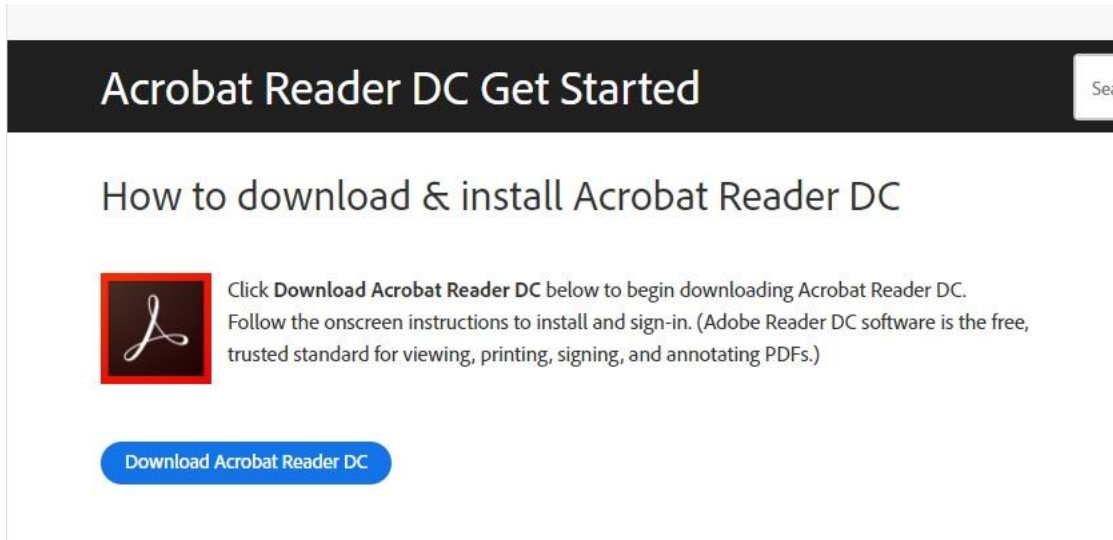 Acrobat Reader DC Get Started
Sea
How to download & install Acrobat Reader DC
Click Download Acrobat Reader DC below to begin downloading Acrobat Reader DC.
Follow the onscreen instructions to install and sign-in. (Adobe Reader DC software is the free,
trusted standard for viewing, printing, signing, and annotating PDFs.)
Download Acrobat Reader DC